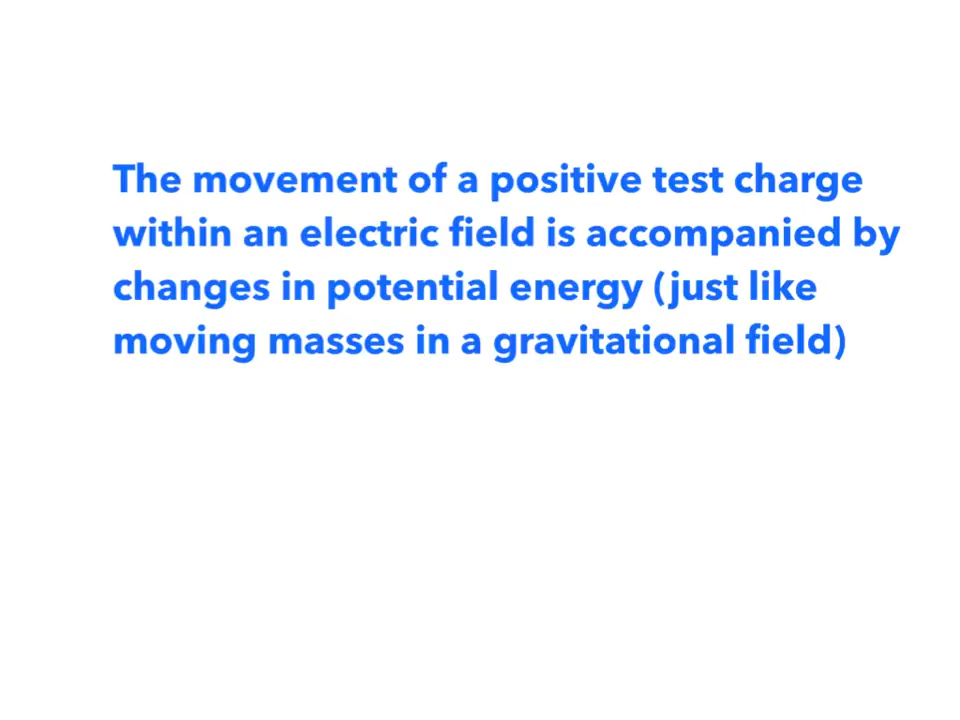 The movement of a positive test charge
within an electric field is accompanied by
changes in potential energy (just like
moving masses in a gravitational field)